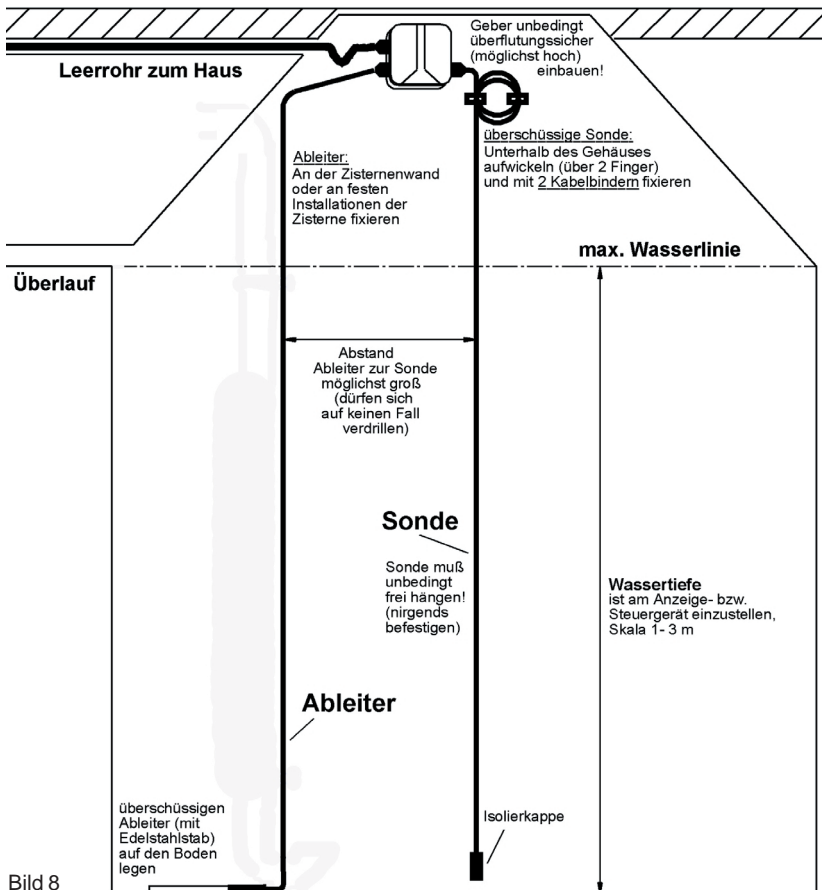 Geber unbedingt
überflutungssicher
(möglichst hoch)
einbauen!
Leerrohr zum Haus
überschüssige Sonde:
Unterhalb des Gehäuses
aufwickeln (über 2 Finger)
und mit 2 Kabelbindern fixieren
Ableiter:
An der Zisternenwand
oder an festen
Installationen der
Zisterne fixieren
max. Wasserlinie
Überlauf
Abstand
Ableiter zur Sonde
möglichst groß
(dürfen sich
auf keinen Fall
verdrillen)
Sonde
Sonde muß
unbedingt
frei hängen!
(nirgends
befestigen)
Wassertiefe
ist am Anzeige- bzw.
Steuergerät einzustellen,
Skala 1- 3 m
Ableiter
überschüssigen
Ableiter (mit
Edelstahlstab)
auf den Boden
legen
Isolierkappe
Bild 8